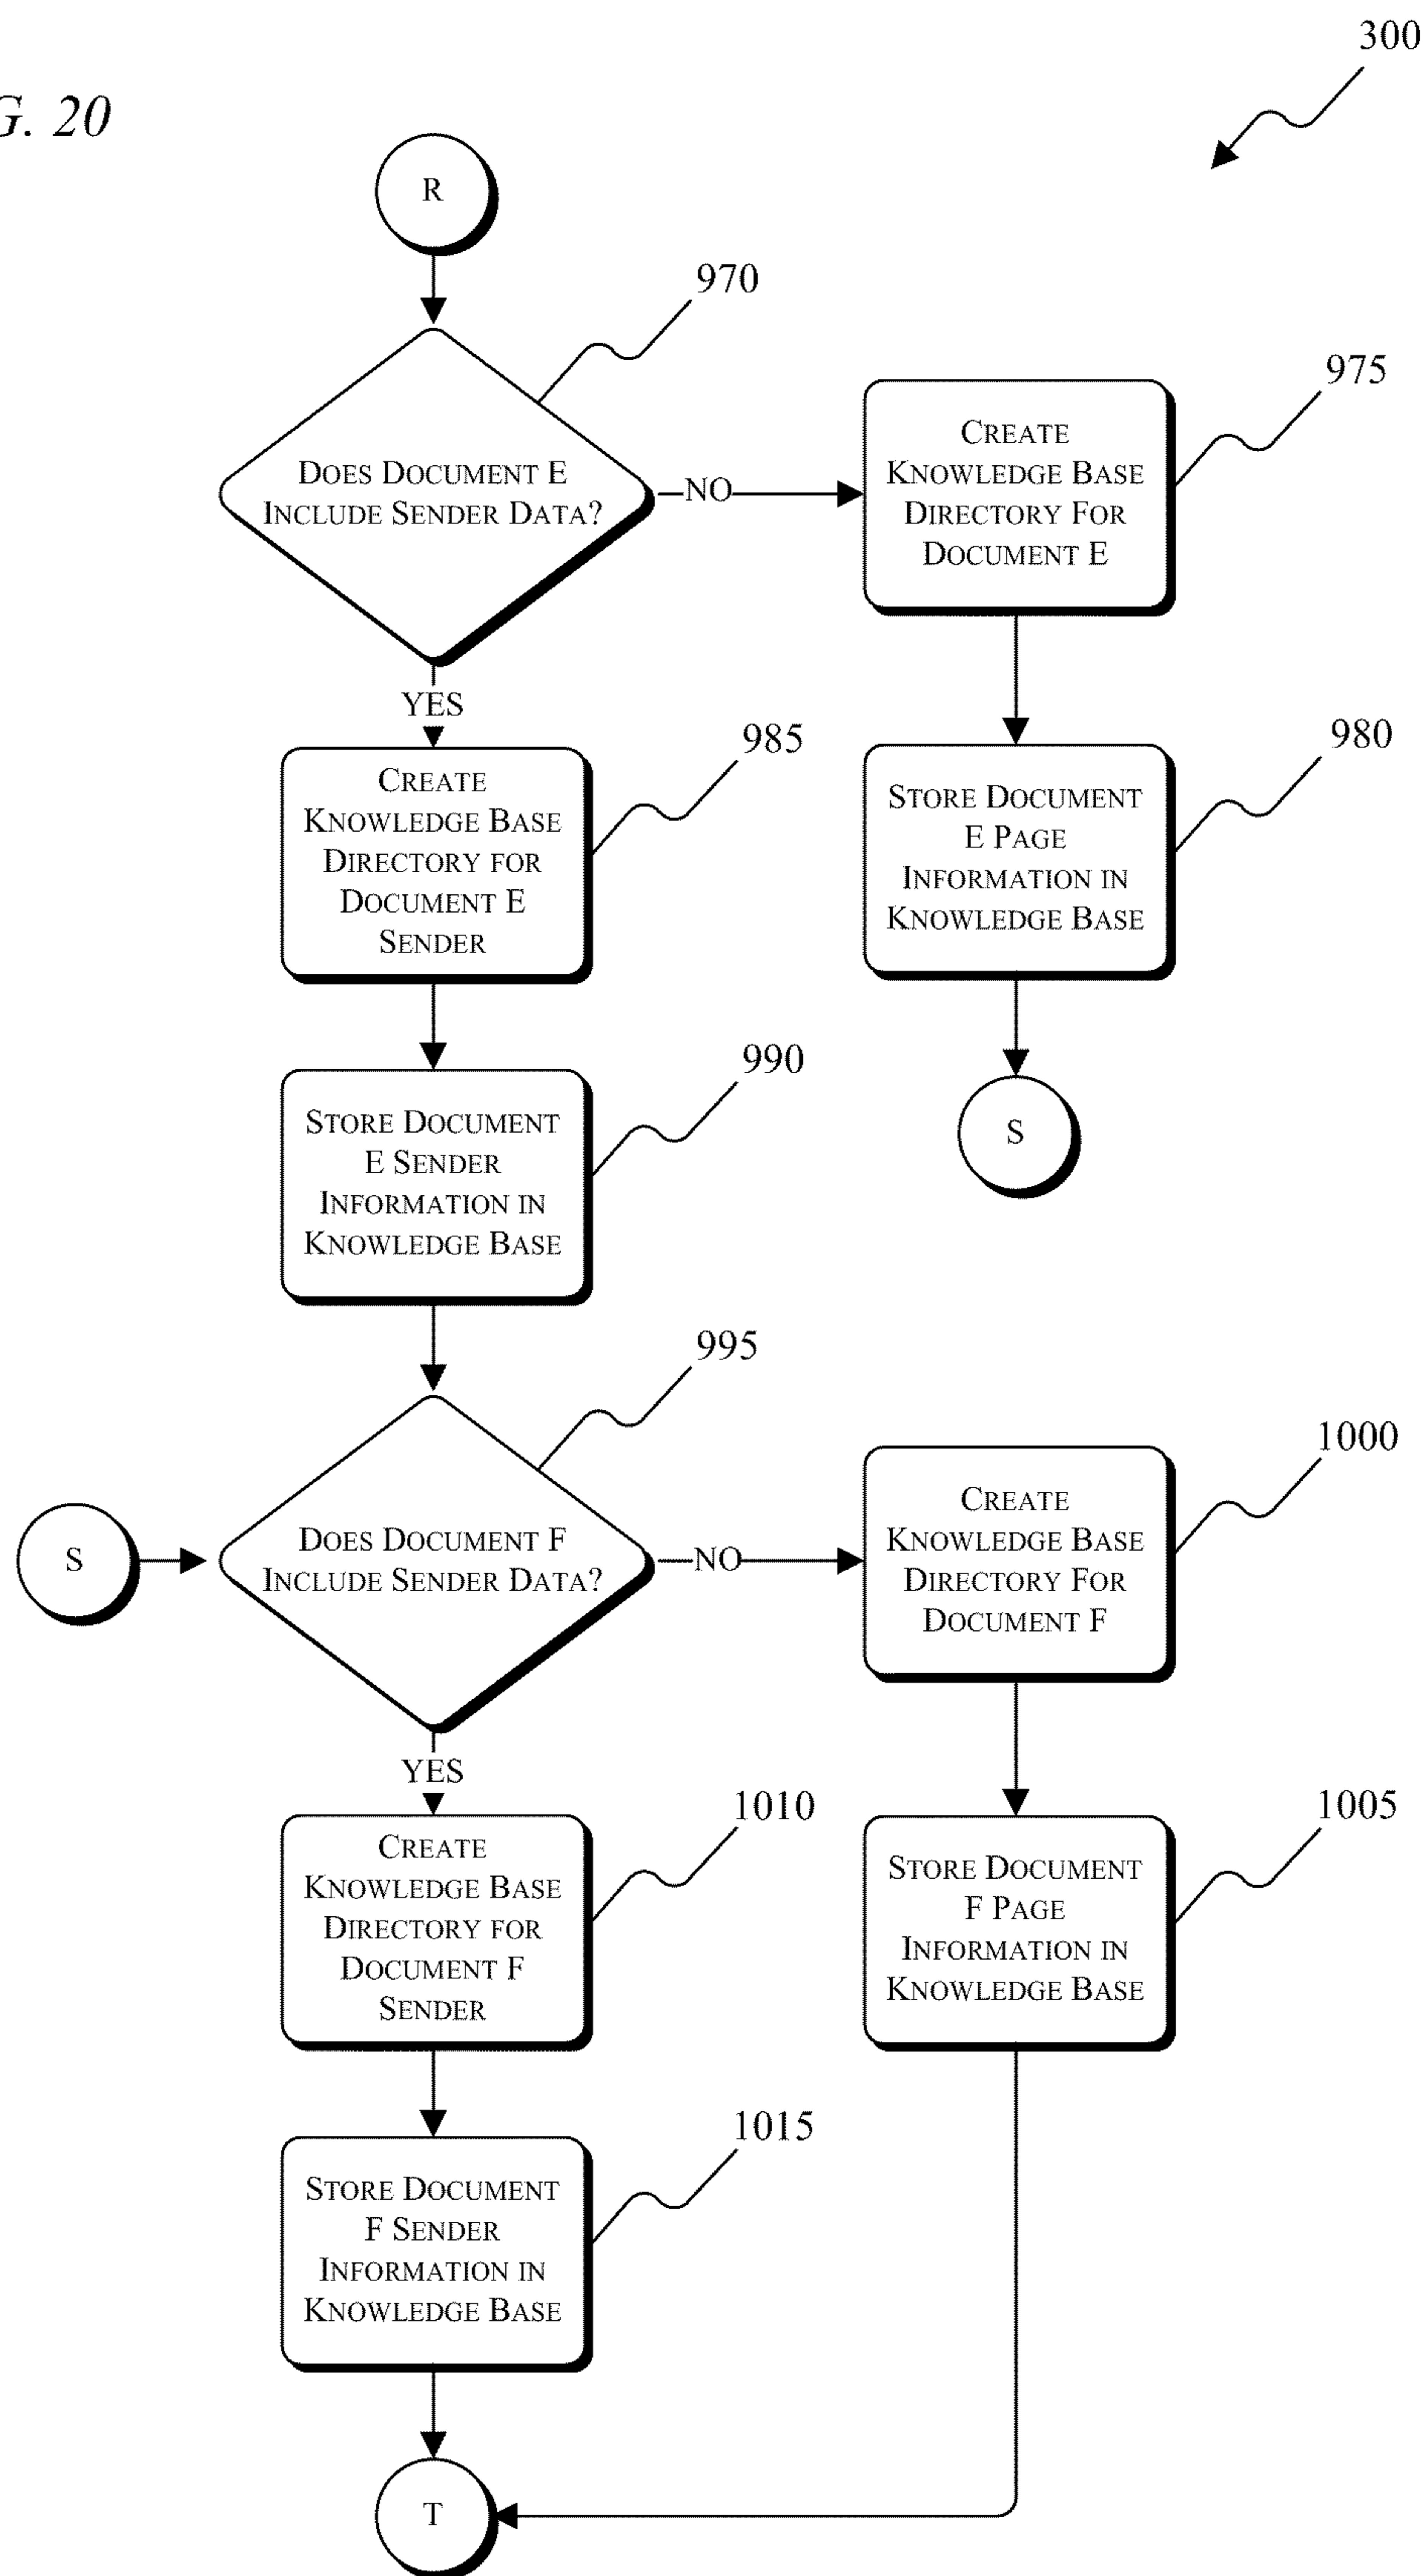 G. 20
300
R
970
DOES DOCUMENT E
INCLUDE SENDER DATA?
NO
975
CREATE
KNOWLEDGE BASE
DIRECTORY FOR
DOCUMENT E
YES
985
CREATE
KNOWLEDGE BASE
DIRECTORY FOR
DOCUMENT E
SENDER
980
STORE DOCUMENT
E PAGE
INFORMATION IN
KNOWLEDGE BASE
990
STORE DOCUMENT
E SENDER
INFORMATION IN
KNOWLEDGE BASE
S
995
S
DOES DOCUMENT F
INCLUDE SENDER DATA?
NO
1000
CREATE
KNOWLEDGE BASE
DIRECTORY FOR
DOCUMENT F
YES
1010
CREATE
KNOWLEDGE BASE
DIRECTORY FOR
DOCUMENT F
SENDER
1005
STORE DOCUMENT
F PAGE
INFORMATION IN
KNOWLEDGE BASE
1015
STORE DOCUMENT
F SENDER
INFORMATION IN
KNOWLEDGE BASE
T